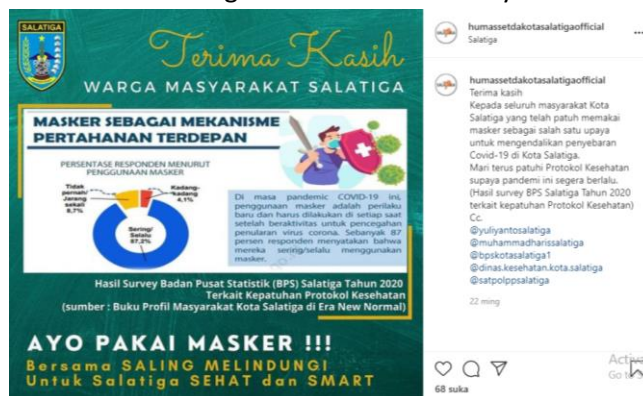 SALATIGA
Terima Kasih
WARGA MASYARAKAT SALATIGA
MASKER SEBAGAI MEKANISME
PERTAHANAN TERDEPAN
PERSENTASE RESPONDEN MENURUT
PENGGUNAAN MASKER
Tidak
pernah/
Jarang
sekali
8,7%
Kadang-
kadang
4,1%
Sering/
Selalu
87,2%
Di masa pandemic COVID-19 ini,
penggunaan masker adalah perilaku
baru dan harus dilakukan di setiap saat
setelah beraktivitas untuk pencegahan
penularan virus corona. Sebanyak 87
persen responden menyatakan bahwa
mereka sering/selalu menggunakan
masker.
Hasil Survey Badan Pusat Statistik (BPS) Salatiga Tahun 2020
Terkait Kepatuhan Protokol Kesehatan
(sumber : Buku Profil Masyarakat Kota Salatiga di Era New Normal)
AYO PAKAI MASKER !!!
Bersama SALING MELINDUNGI
Untuk Salatiga SEHAT dan SMART
humassetdakotasalatigaofficial
Salatiga
humassetdakotasalatigaofficial
Terima kasih
Kepada seluruh masyarakat Kota
Salatiga yang telah patuh memakai
masker sebagai salah satu upaya
untuk mengendalikan penyebaran
Covid-19 di Kota Salatiga.
Mari terus patuhi Protokol Kesehatan
supaya pandemi ini segera berlalu.
(Hasil survey BPS Salatiga Tahun 2020
terkait kepatuhan Protokol Kesehatan)
Cc.
@yuliyantosalatiga
@muhammadharissalatiga
@bpskotasalatiga1
@dinas.kesehatan.kota.salatiga
@satpolppsalatiga
22 ming
68 suka